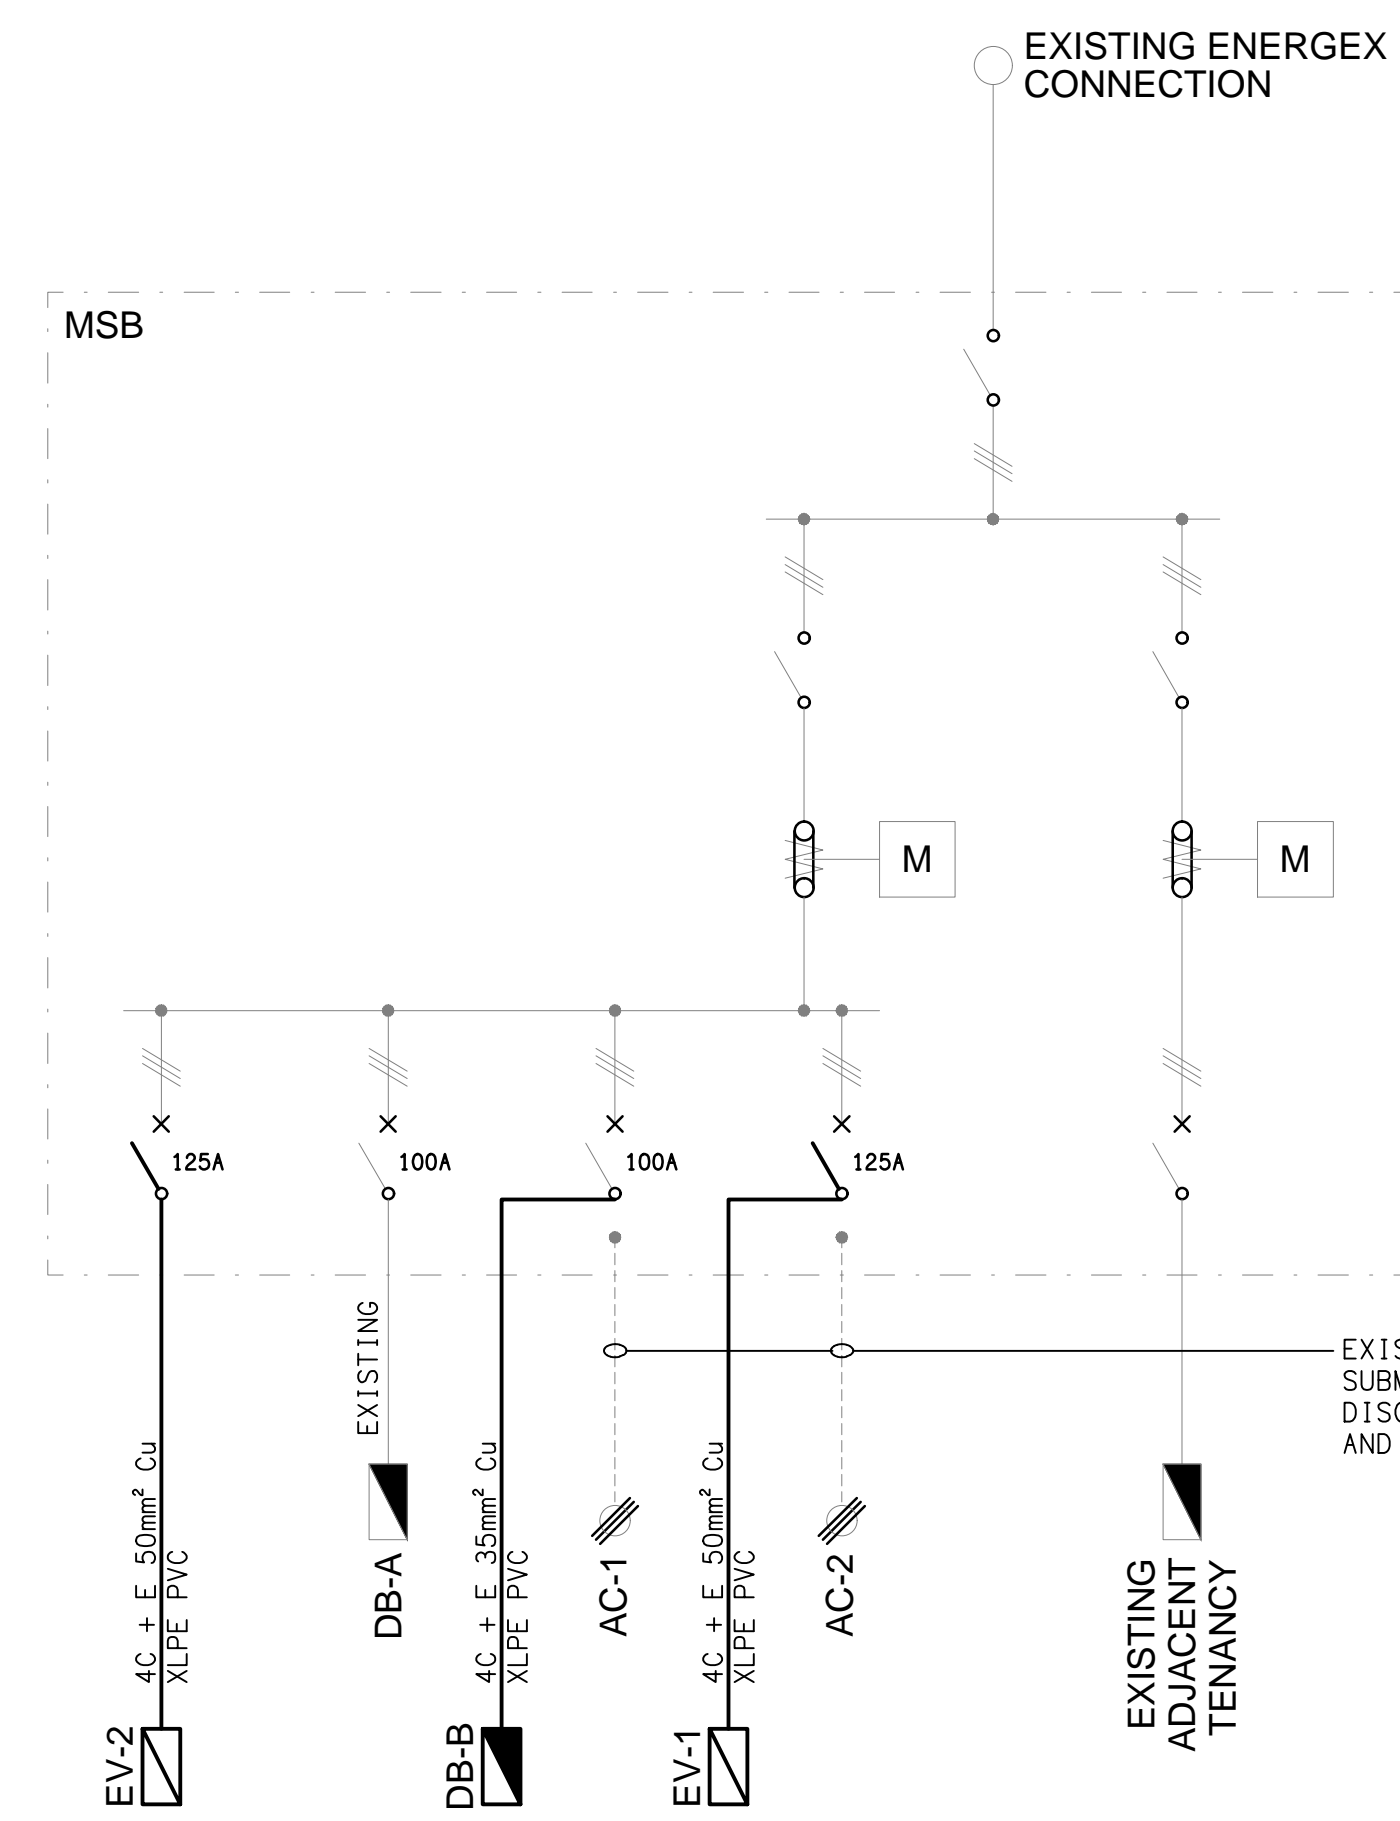 EXISTING ENERGEX
CONNECTION
MSB
M
M
125A
100A
100A
125A
EXISTING
4C + E 50mm² Cu
XLPE PVC
4C + E 35mm² Cu
XLPE PVC
4C + E 50mm² Cu
XLPE PVC
AND
DB-A
AC-1
AC-2
EXISTING
ADJACENT
TENANCY
EV-2
DB-B
EV-1